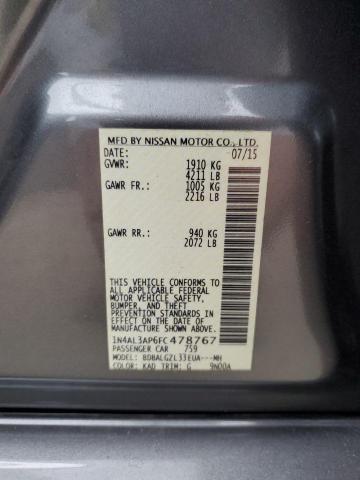 MFD BY NISSAN MOTOR CO., LTD.
DATE: 07/15
GVWR: 1910 KG
4211 LB
GAWR FR.: 1005 KG
2216 LB
GAWR RR.: 940 KG
2072 LB
THIS VEHICLE CONFORMS TO
ALL APPLICABLE FEDERAL
MOTOR VEHICLE SAFETY,
BUMPER, AND THEFT
PREVENTION STANDARDS
IN EFFECT ON THE DATE OF
MANUFACTURE SHOWN ABOVE.
1N4AL3AP6FC478767
PASSENGER CAR 759
MODEL: BDBALGZL33EUA---MH
COLOR: KAD TRIM: G 9N00A